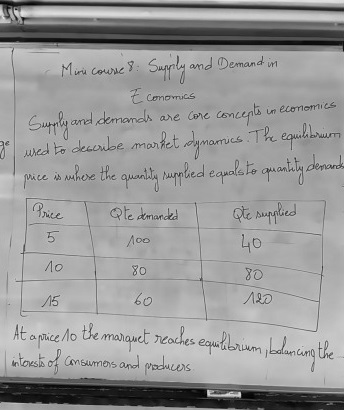 Mini course 8: Supply and Demand in
Economics
Supply and demands are core concepts in economics
used to describe market dynamics. The equilibrium
price is where the quantity supplied equals to quantity demand
Price Qte demanded Qte supplied
5 100 40
10 80 80
15 60 120
At a price 10 the marquet reaches equilibrium, balancing the
interests of consumers and producers